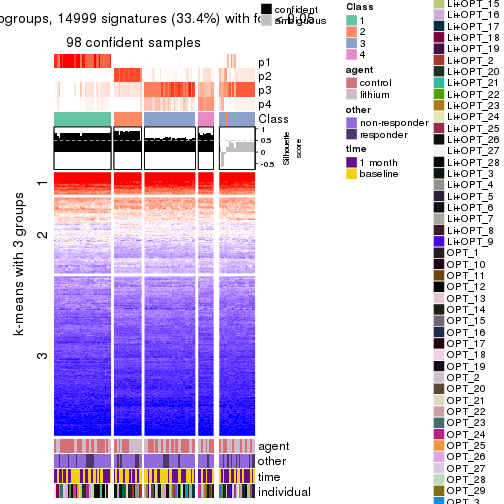 ogroups, 14999 signatures (33.4%) with
98 confident samples
confident
ambiguous
p1
p2
p3
p4
Class
1
0.5
0
-0.5
Silhouette
score
k-means with 3 groups
1
2
3
agent
other
time
individual
Class
1
2
3
4
agent
control
lithium
other
non-responder
responder
time
1 month
baseline
Li+OPT_15
Li+OPT_16
Li+OPT_17
Li+OPT_18
Li+OPT_19
Li+OPT_2
Li+OPT_20
Li+OPT_21
Li+OPT_22
Li+OPT_23
Li+OPT_24
Li+OPT_25
Li+OPT_26
Li+OPT_27
Li+OPT_28
Li+OPT_3
Li+OPT_4
Li+OPT_5
Li+OPT_6
Li+OPT_7
Li+OPT_8
Li+OPT_9
OPT_1
OPT_10
OPT_11
OPT_12
OPT_13
OPT_14
OPT_15
OPT_16
OPT_17
OPT_18
OPT_19
OPT_2
OPT_20
OPT_21
OPT_22
OPT_23
OPT_24
OPT_25
OPT_26
OPT_27
OPT_28
OPT_29
OPT_3